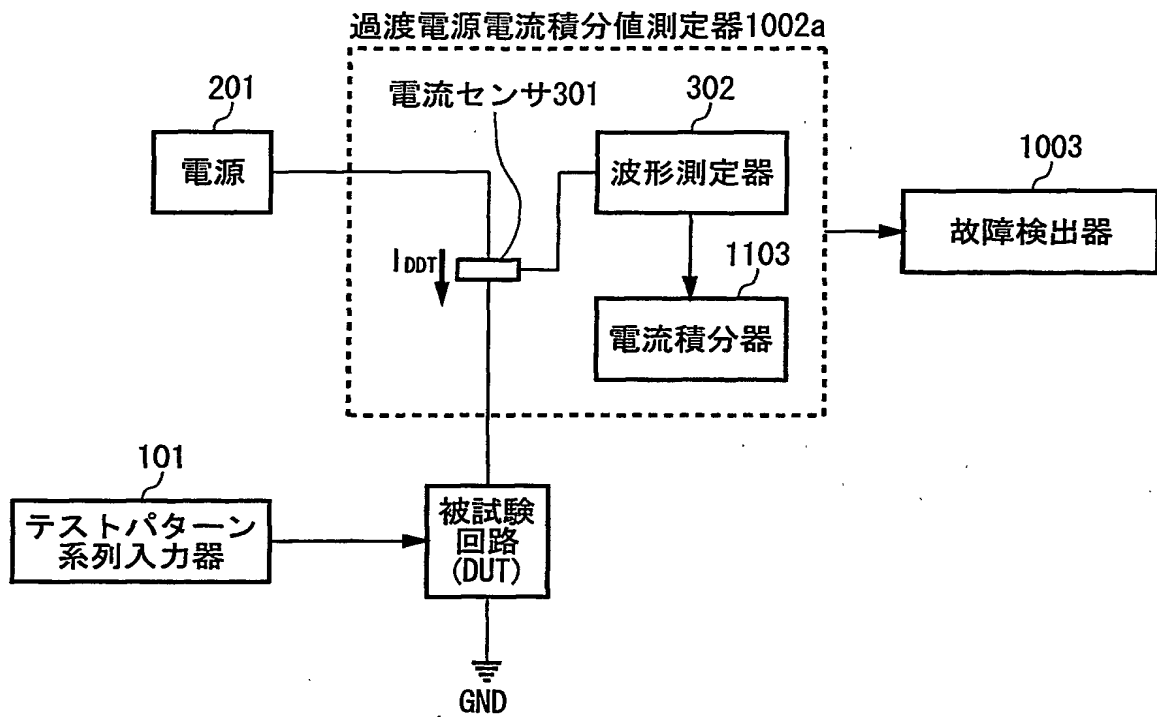 過渡電源電流積分値測定器1002a
201
電流センサ301
302
電源
波形測定器
1003
故障検出器
IDDT
1103
電流積分器
101
テストパターン
系列入力器
被試験
回路
(DUT)
GND